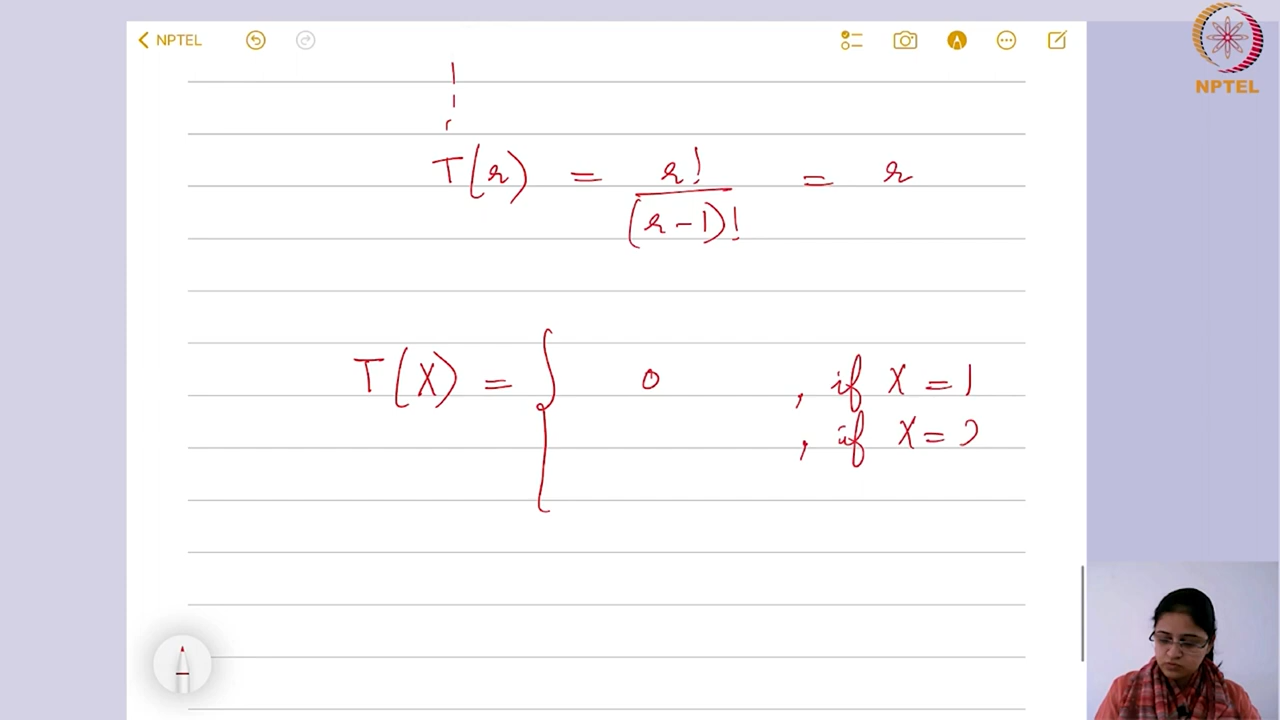 NPTEL
NPTEL
T(r) = r! / (r-1)! = r
T(X) = { 0 , if X = 1
, if X = 2